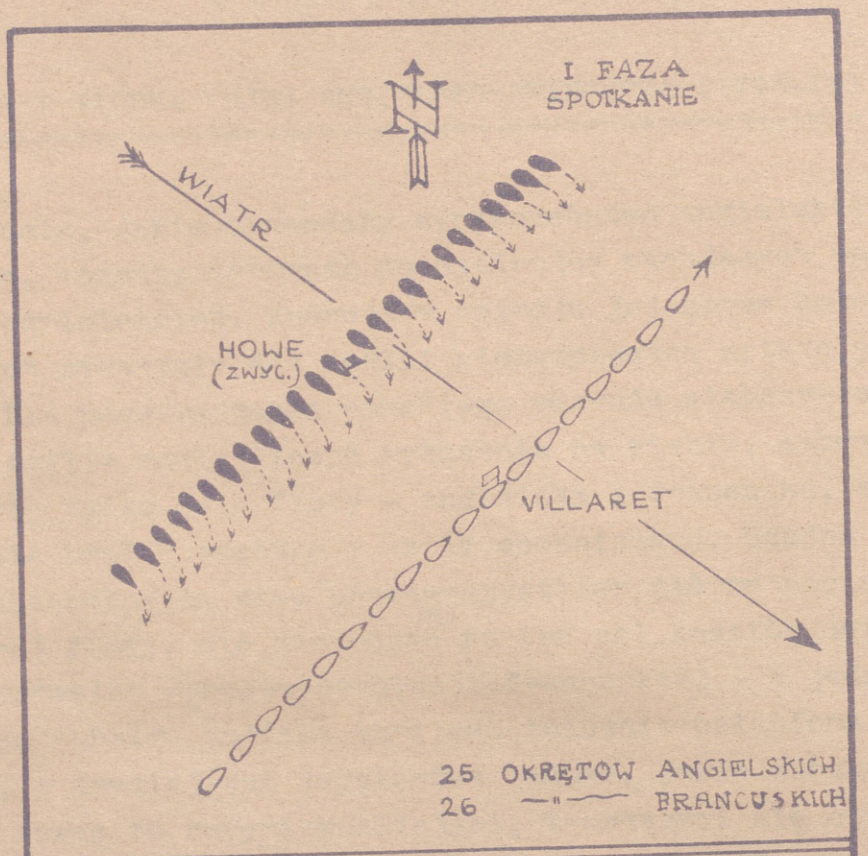 I FAZA
SPOTKANIE
N
WIATR
HOWE
(ZWYC.)
VILLARET
25 OKRĘTÓW ANGIELSKICH
26 —"— FRANCUSKICH